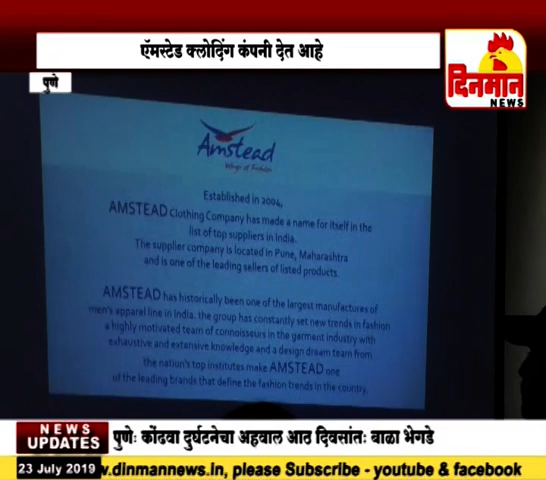 ऍमस्टेड क्लोदिंग कंपनी देत आहे
दिनमान
NEWS
पुणे
Amstead
Wings of Fashion
Established in 2004,
AMSTEAD Clothing Company has made a name for itself in the
list of top suppliers in India.
The supplier company is located in Pune, Maharashtra
and is one of the leading sellers of listed products.
AMSTEAD has historically been one of the largest manufactures of
men's apparel line in India. the group has constantly set new trends in fashion
a highly motivated team of connoisseurs in the garment industry with
exhaustive and extensive knowledge and a design dream team from
the nation's top institutes make AMSTEAD one
of the leading brands that define the fashion trends in the country.
NEWS
UPDATES
पुणेः कोंढवा दुर्घटनेचा अहवाल आठ दिवसांतः बाळा भेगडे
23 July 2019
v.dinmannews.in, please Subscribe - youtube & facebook